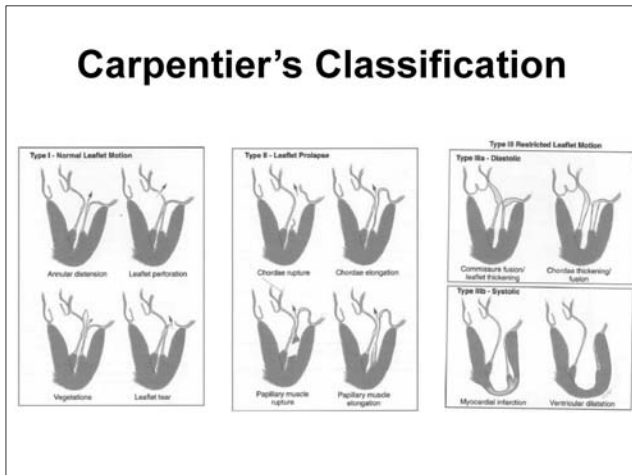 Carpentier's Classification
Type I - Normal Leaflet Motion
Annular distension
Leaflet perforation
Vegetations
Leaflet tear
Type II - Leaflet Prolapse
Chordae rupture
Chordae elongation
Papillary muscle
rupture
Papillary muscle
elongation
Type III Restricted Leaflet Motion
Type IIIa - Diastolic
Commissure fusion/
leaflet thickening
Chordae thickening/
fusion
Type IIIb - Systolic
Myocardial infarction
Ventricular dilatation